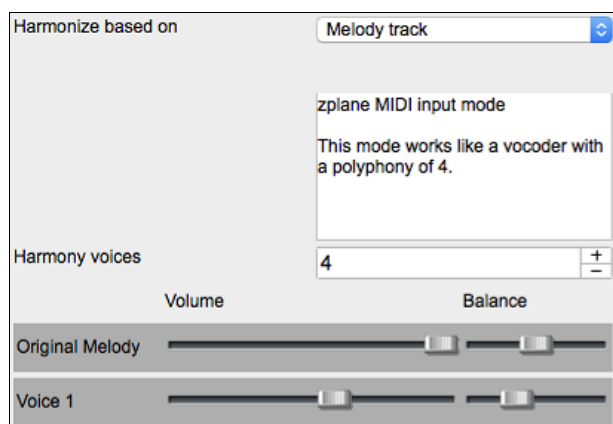 Harmonize based on
Melody track
zplane MIDI input mode
This mode works like a vocoder with
a polyphony of 4.
Harmony voices
4
+
−
Volume Balance
Original Melody
Voice 1